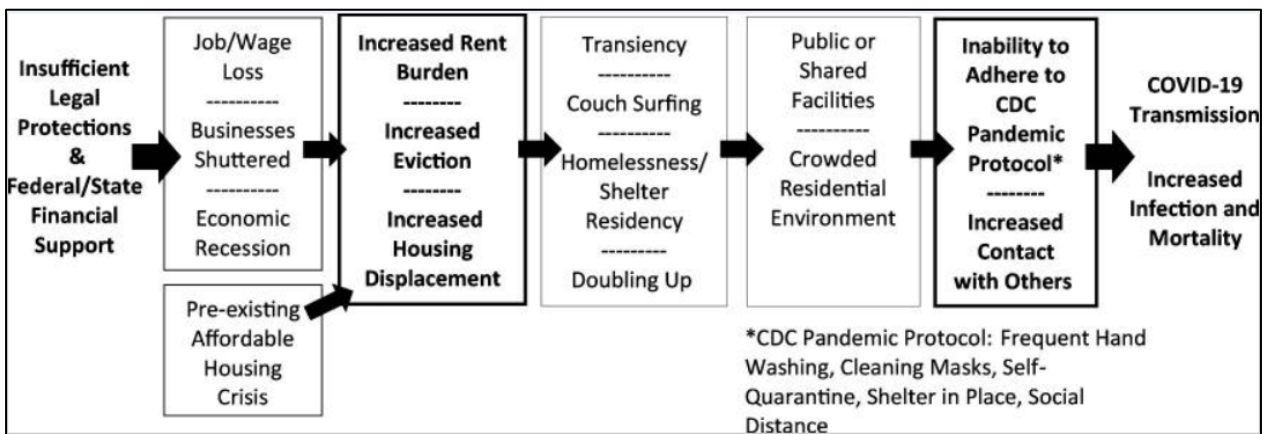 Insufficient
Legal
Protections
&
Federal/State
Financial
Support
Job/Wage
Loss
----------
Businesses
Shuttered
----------
Economic
Recession
Pre-existing
Affordable
Housing
Crisis
Increased Rent
Burden
--------
Increased
Eviction
--------
Increased
Housing
Displacement
Transiency
----------
Couch Surfing
----------
Homelessness/
Shelter
Residency
---------
Doubling Up
Public or
Shared
Facilities
----------
Crowded
Residential
Environment
Inability to
Adhere to
CDC
Pandemic
Protocol*
--------
Increased
Contact
with Others
COVID-19
Transmission
Increased
Infection and
Mortality
*CDC Pandemic Protocol: Frequent Hand
Washing, Cleaning Masks, Self-
Quarantine, Shelter in Place, Social
Distance